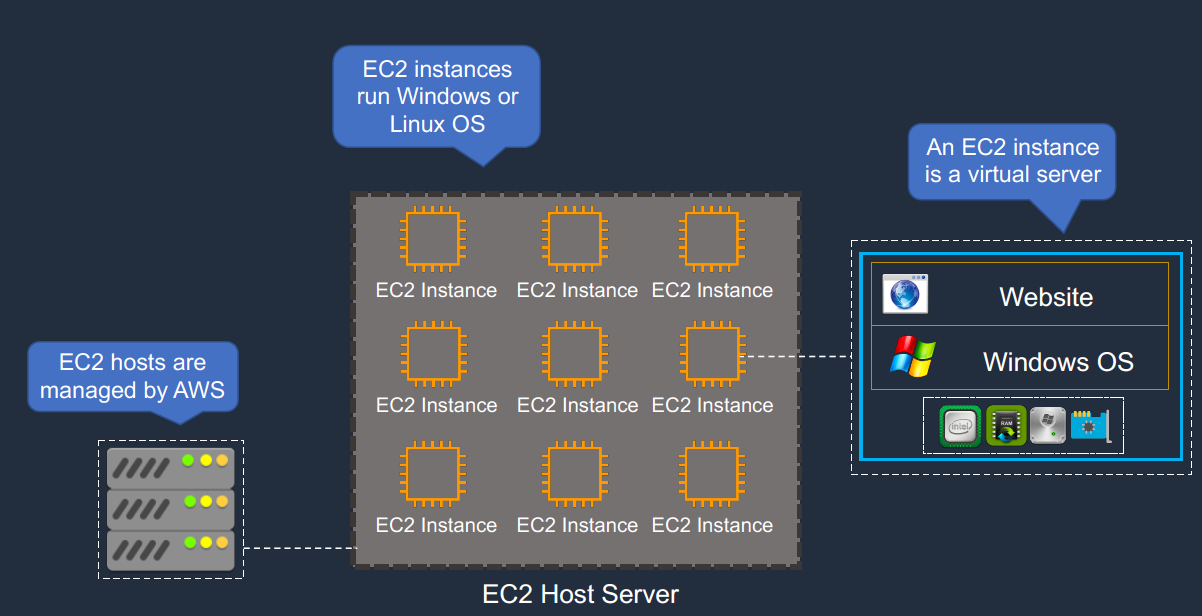 EC2 instances
run Windows or
Linux OS
An EC2 instance
is a virtual server
EC2 Instance EC2 Instance EC2 Instance
Website
Windows OS
EC2 hosts are
managed by AWS
EC2 Instance EC2 Instance EC2 Instance
intel RAM
EC2 Instance EC2 Instance EC2 Instance
EC2 Host Server